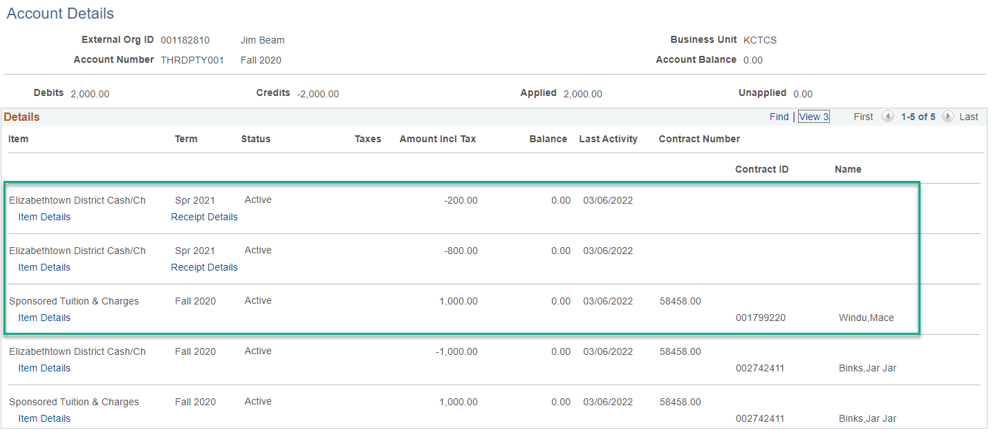 Account Details
External Org ID 001182810 Jim Beam Business Unit KCTCS
Account Number THRDPTY001 Fall 2020 Account Balance 0.00
Debits 2,000.00 Credits -2,000.00 Applied 2,000.00 Unapplied 0.00
Details Find | View 3 First 1-5 of 5 Last
Item Term Status Taxes Amount Incl Tax Balance Last Activity Contract Number
Contract ID Name
Elizabethtown District Cash/Ch Spr 2021 Active -200.00 0.00 03/06/2022
Item Details Receipt Details
Elizabethtown District Cash/Ch Spr 2021 Active -800.00 0.00 03/06/2022
Item Details Receipt Details
Sponsored Tuition & Charges Fall 2020 Active 1,000.00 0.00 03/06/2022 58458.00
Item Details 001799220 Windu,Mace
Elizabethtown District Cash/Ch Fall 2020 Active -1,000.00 0.00 03/06/2022 58458.00
Item Details 002742411 Binks,Jar Jar
Sponsored Tuition & Charges Fall 2020 Active 1,000.00 0.00 03/06/2022 58458.00
Item Details 002742411 Binks,Jar Jar